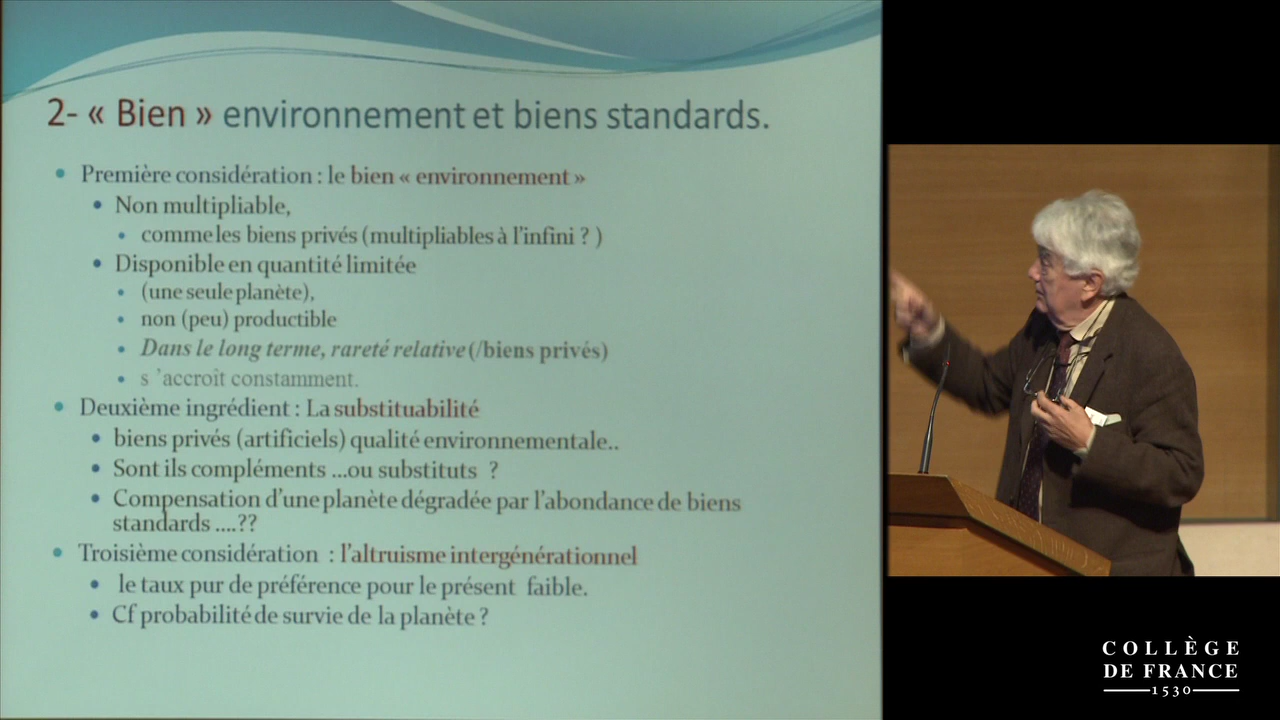 2- « Bien » environnement et biens standards.
Première considération : le bien « environnement »
Non multipliable,
comme les biens privés (multipliables à l'infini ? )
Disponible en quantité limitée
(une seule planète),
non (peu) productible
Dans le long terme, rareté relative (/biens privés)
s 'accroît constamment.
Deuxième ingrédient : La substituabilité
biens privés (artificiels) qualité environnementale..
Sont ils compléments ...ou substituts ?
Compensation d'une planète dégradée par l'abondance de biens
standards ....??
Troisième considération : l'altruisme intergénérationnel
le taux pur de préférence pour le présent faible.
Cf probabilité de survie de la planète ?
COLLÈGE
DE FRANCE
1530